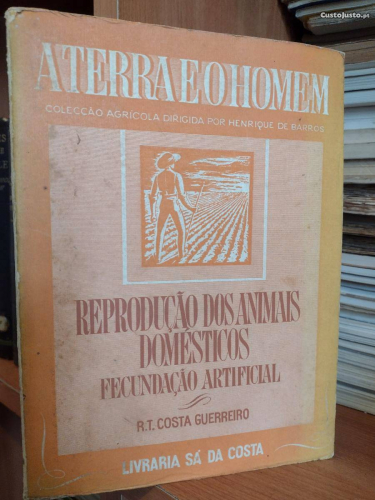 CustoJusto.pt
A TERRA E O HOMEM
COLECÇÃO AGRICOLA DIRIGIDA POR HENRIQUE DE BARROS
REPRODUÇÃO DOS ANIMAIS
DOMÉSTICOS
FECUNDAÇÃO ARTIFICIAL
R.T. COSTA GUERREIRO
LIVRARIA SÁ DA COSTA